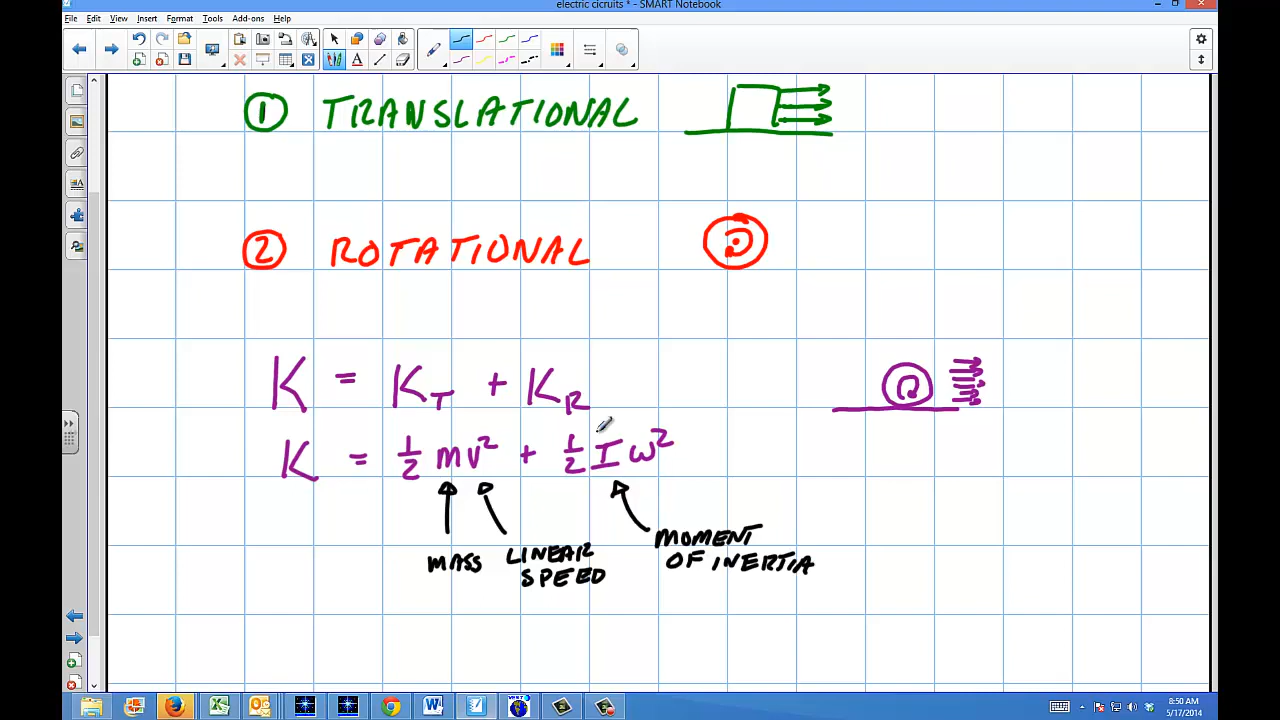 electric cicruits * - SMART Notebook
File Edit View Insert Format Tools Add-ons Help
① TRANSLATIONAL
② ROTATIONAL
K = K_T + K_R
K = ½ mv² + ½ Iω²
MASS
LINEAR
SPEED
MOMENT
OF INERTIA
8:50 AM
5/17/2014